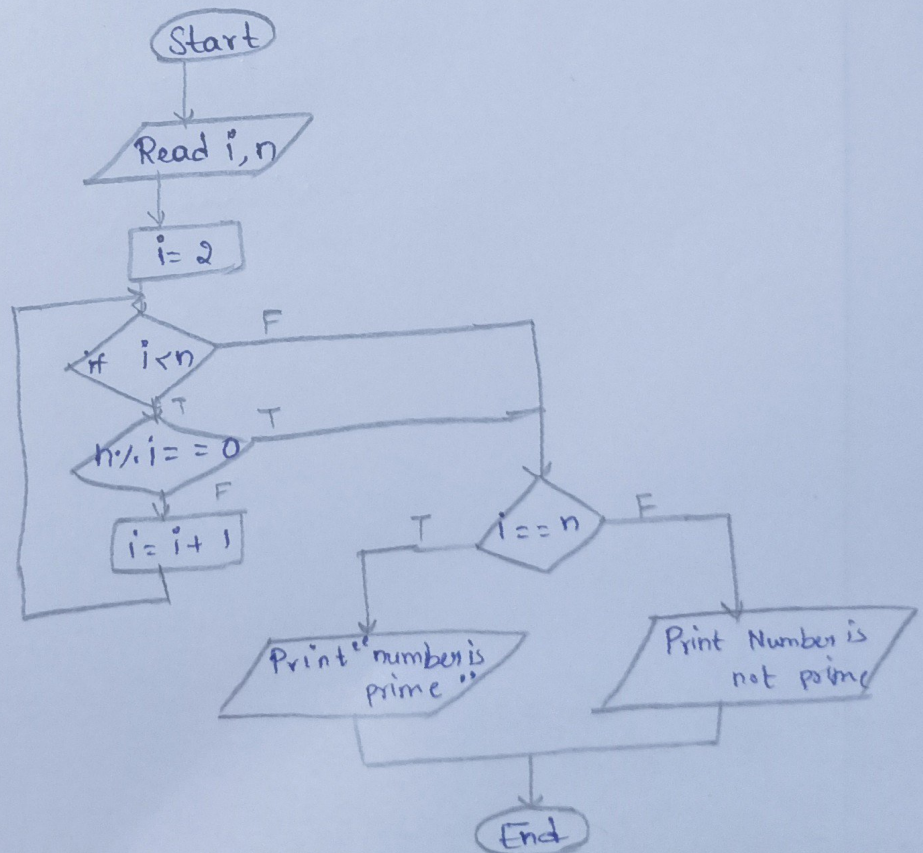 Start
Read i, n
i= 2
F
if i<n
T
T
n%i= = 0
F
i= i+ 1
i== n
T
F
Print "number is
prime"
Print Number is
not prime
End